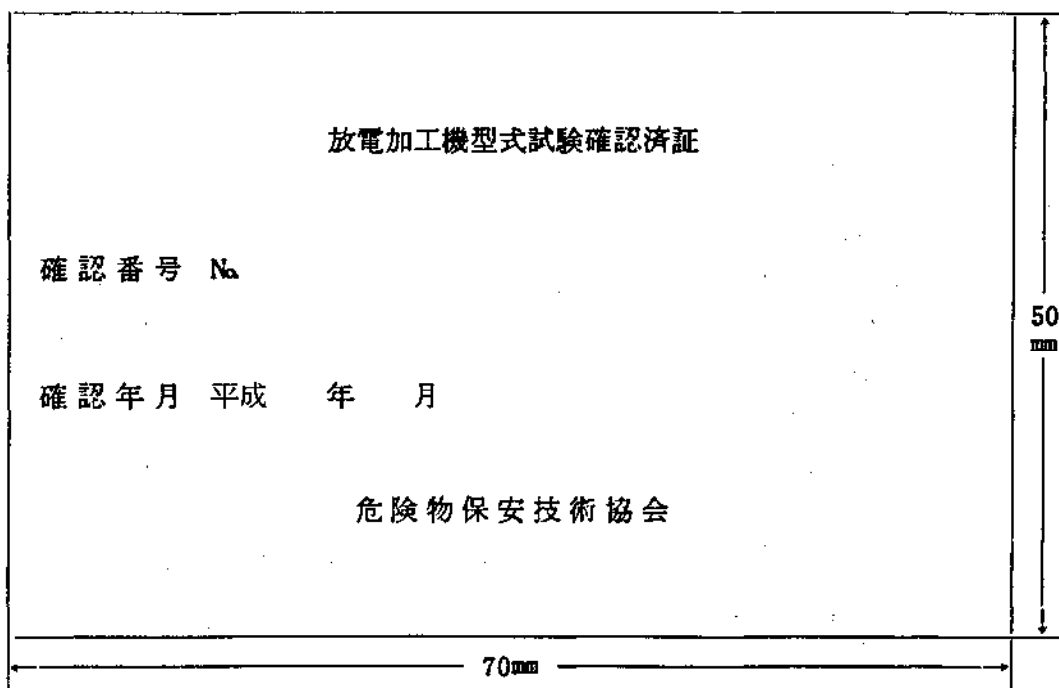 放電加工機型式試験確認済証
確認番号 №
50
mm
確認年月 平成 年 月
危険物保安技術協会
70mm